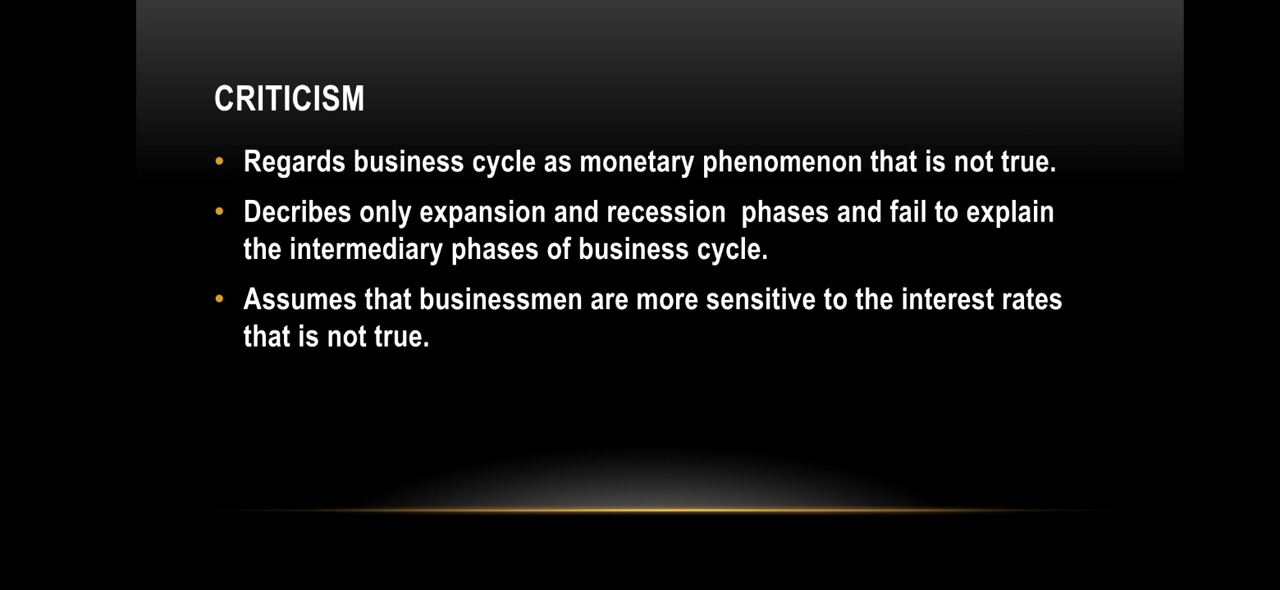 CRITICISM
• Regards business cycle as monetary phenomenon that is not true.
• Decribes only expansion and recession  phases and fail to explain
the intermediary phases of business cycle.
• Assumes that businessmen are more sensitive to the interest rates
that is not true.